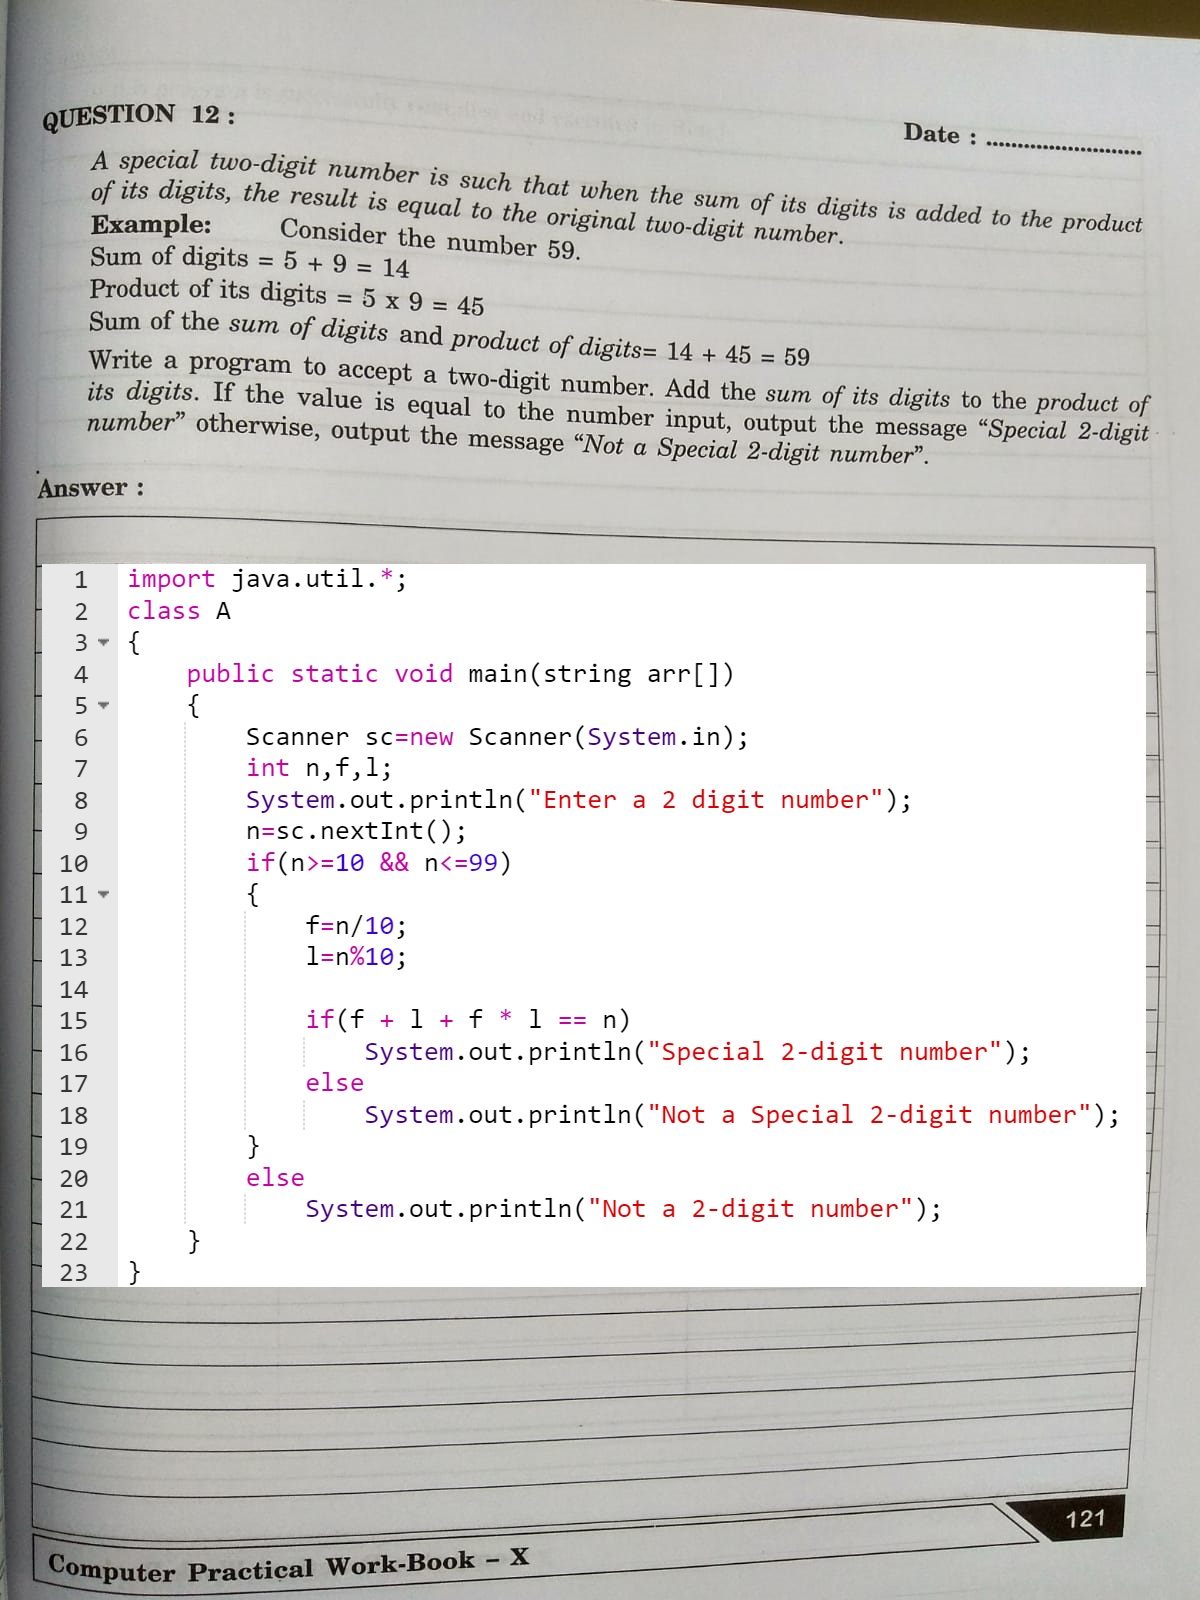 QUESTION 12 :
Date : ..........................
A special two-digit number is such that when the sum of its digits is added to the product
of its digits, the result is equal to the original two-digit number.
Example: Consider the number 59.
Sum of digits = 5 + 9 = 14
Product of its digits = 5 x 9 = 45
Sum of the sum of digits and product of digits= 14 + 45 = 59
Write a program to accept a two-digit number. Add the sum of its digits to the product of
its digits. If the value is equal to the number input, output the message “Special 2-digit
number” otherwise, output the message “Not a Special 2-digit number”.
Answer :
1 import java.util.*;
2 class A
3 {
4 public static void main(string arr[])
5 {
6 Scanner sc=new Scanner(System.in);
7 int n,f,l;
8 System.out.println("Enter a 2 digit number");
9 n=sc.nextInt();
10 if(n>=10 && n<=99)
11 {
12 f=n/10;
13 l=n%10;
14
15 if(f + l + f * l == n)
16 System.out.println("Special 2-digit number");
17 else
18 System.out.println("Not a Special 2-digit number");
19 }
20 else
21 System.out.println("Not a 2-digit number");
22 }
23 }
121
Computer Practical Work-Book – X